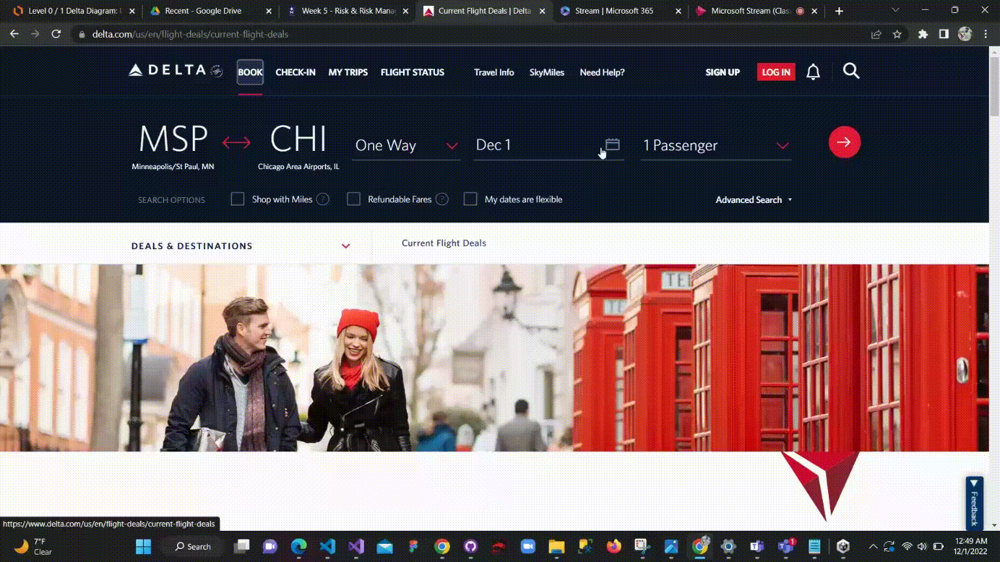 Level 0 / 1 Delta Diagram:
Recent - Google Drive
Week 5 - Risk & Risk Mana
Current Flight Deals | Delta
Stream | Microsoft 365
Microsoft Stream (Clas
delta.com/us/en/flight-deals/current-flight-deals
DELTA
BOOK
CHECK-IN
MY TRIPS
FLIGHT STATUS
Travel Info
SkyMiles
Need Help?
SIGN UP
LOG IN
MSP
CHI
One Way
Dec 1
1 Passenger
Minneapolis/St Paul, MN
Chicago Area Airports, IL
SEARCH OPTIONS
Shop with Miles ?
Refundable Fares ?
My dates are flexible
Advanced Search
DEALS & DESTINATIONS
Current Flight Deals
TEL
Feedback
https://www.delta.com/us/en/flight-deals/current-flight-deals
7°F
Clear
Search
1
12:49 AM
12/1/2022